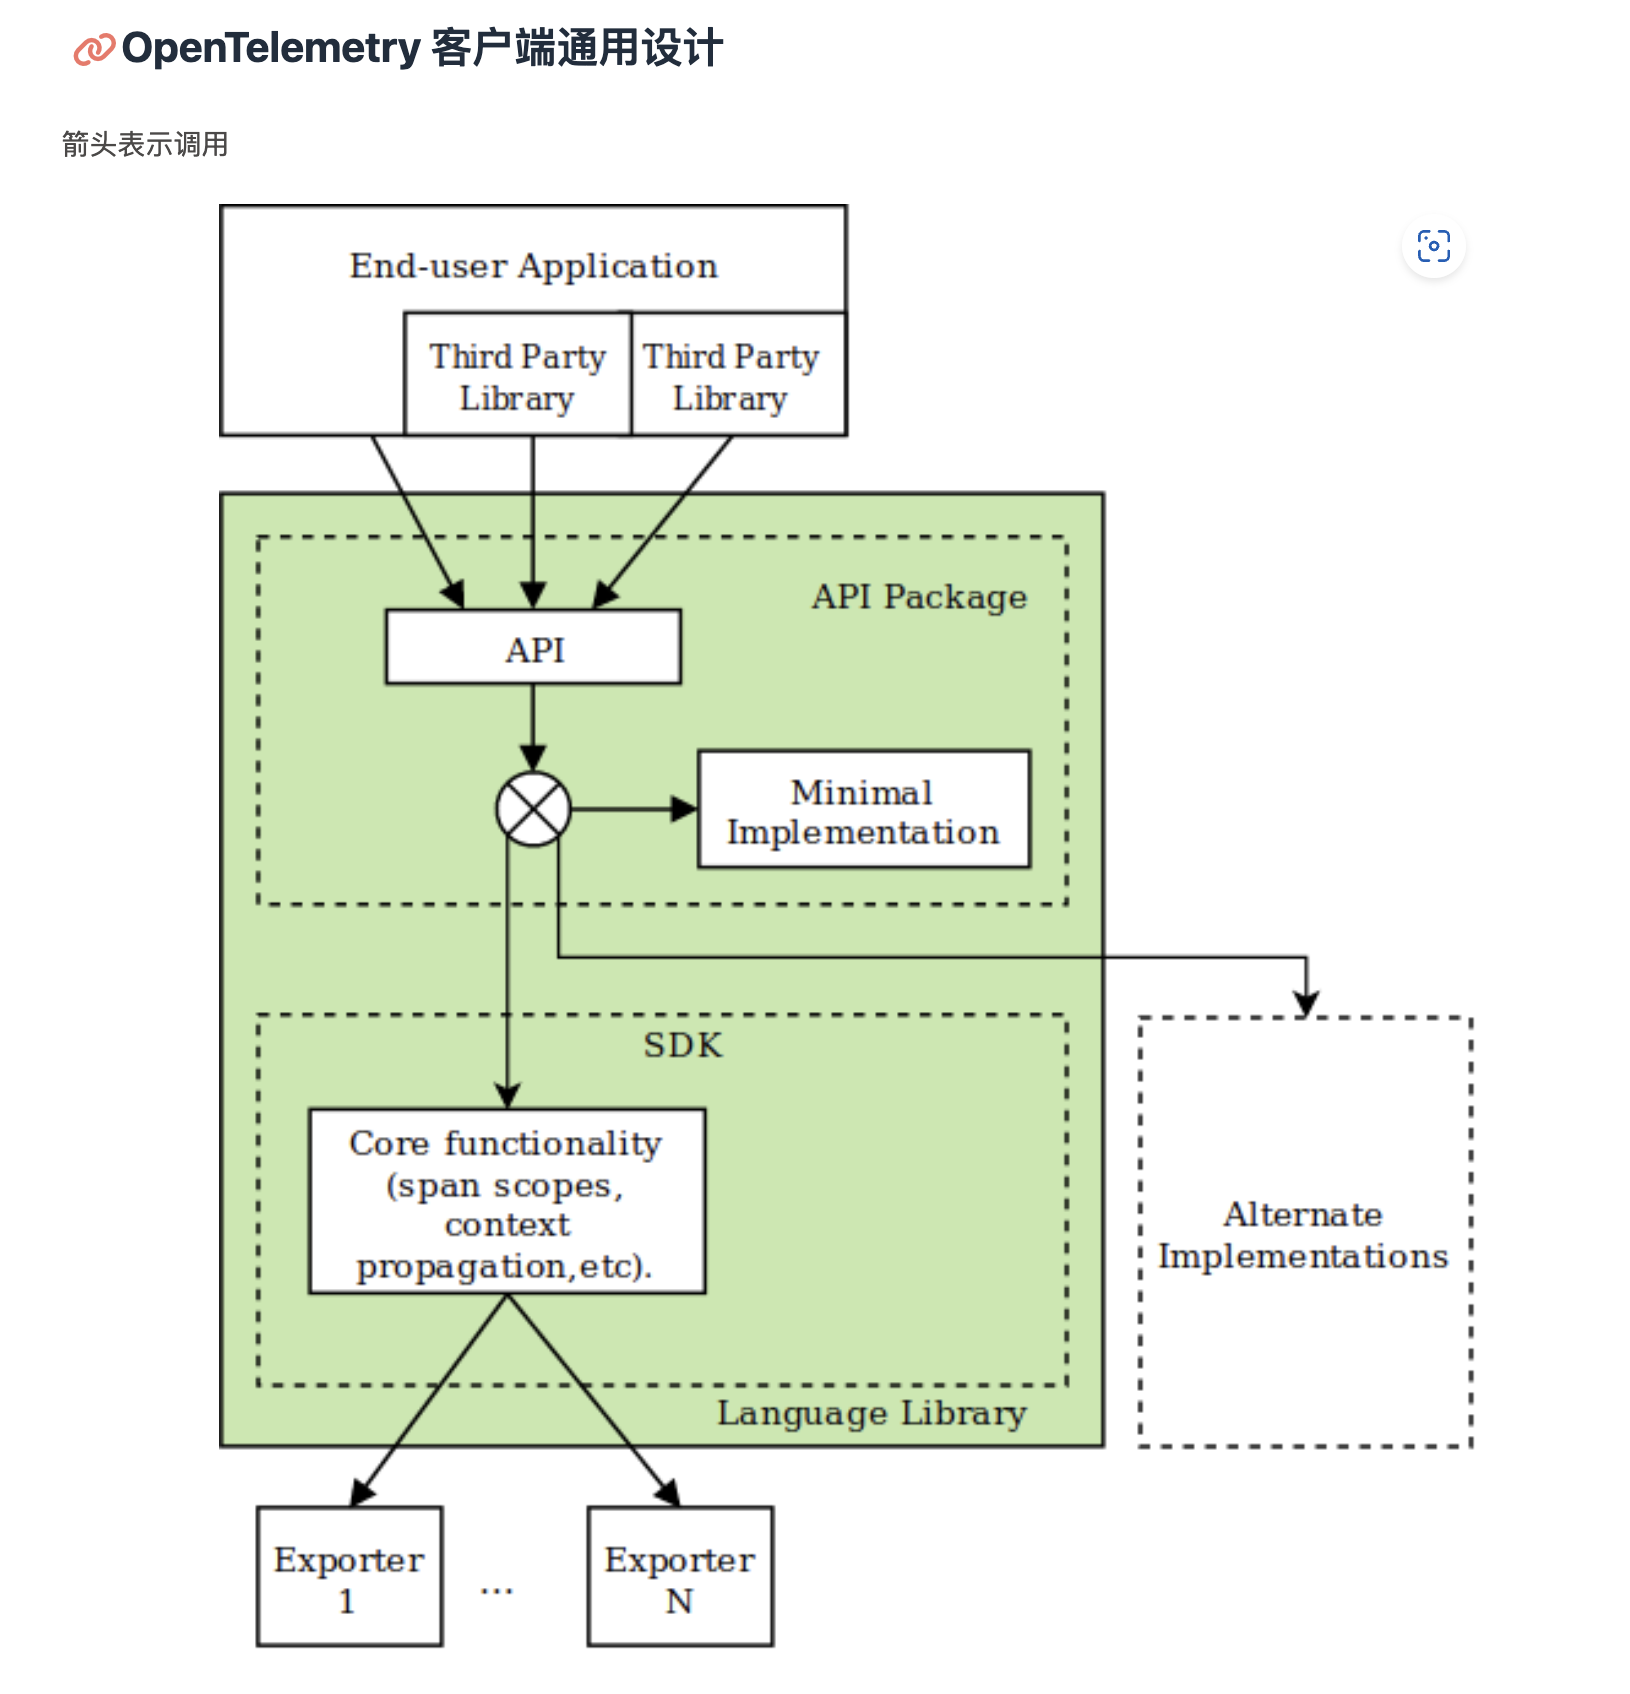 OpenTelemetry 客户端通用设计
箭头表示调用
End-user Application
Third Party
Library
Third Party
Library
API Package
API
Minimal
Implementation
SDK
Core functionality
(span scopes,
context
propagation,etc).
Alternate
Implementations
Language Library
Exporter
1
...
Exporter
N